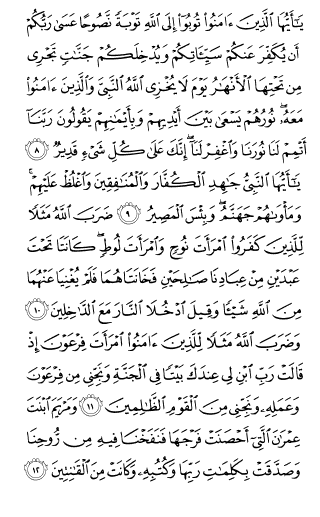 يَـٰٓأَيُّهَا ٱلَّذِينَ ءَامَنُوا۟ تُوبُوٓا۟ إِلَى ٱللَّهِ تَوْبَةً نَّصُوحًا عَسَىٰ رَبُّكُمْ
أَن يُكَفِّرَ عَنكُمْ سَيِّـَٔاتِكُمْ وَيُدْخِلَكُمْ جَنَّـٰتٍ تَجْرِى
مِن تَحْتِهَا ٱلْأَنْهَـٰرُ يَوْمَ لَا يُخْزِى ٱللَّهُ ٱلنَّبِىَّ وَٱلَّذِينَ ءَامَنُوا۟
مَعَهُۥ ۖ نُورُهُمْ يَسْعَىٰ بَيْنَ أَيْدِيهِمْ وَبِأَيْمَـٰنِهِمْ يَقُولُونَ رَبَّنَآ
أَتْمِمْ لَنَا نُورَنَا وَٱغْفِرْ لَنَآ ۖ إِنَّكَ عَلَىٰ كُلِّ شَىْءٍ قَدِيرٌ ٨
يَـٰٓأَيُّهَا ٱلنَّبِىُّ جَـٰهِدِ ٱلْكُفَّارَ وَٱلْمُنَـٰفِقِينَ وَٱغْلُظْ عَلَيْهِمْ ۚ
وَمَأْوَىٰهُمْ جَهَنَّمُ ۖ وَبِئْسَ ٱلْمَصِيرُ ٩ ضَرَبَ ٱللَّهُ مَثَلًا
لِّلَّذِينَ كَفَرُوا۟ ٱمْرَأَتَ نُوحٍ وَٱمْرَأَتَ لُوطٍ ۖ كَانَتَا تَحْتَ
عَبْدَيْنِ مِنْ عِبَادِنَا صَـٰلِحَيْنِ فَخَانَتَاهُمَا فَلَمْ يُغْنِيَا عَنْهُمَا
مِنَ ٱللَّهِ شَيْـًٔا وَقِيلَ ٱدْخُلَا ٱلنَّارَ مَعَ ٱلدَّٰخِلِينَ ١٠
وَضَرَبَ ٱللَّهُ مَثَلًا لِّلَّذِينَ ءَامَنُوا۟ ٱمْرَأَتَ فِرْعَوْنَ إِذْ
قَالَتْ رَبِّ ٱبْنِ لِى عِندَكَ بَيْتًا فِى ٱلْجَنَّةِ وَنَجِّنِى مِن فِرْعَوْنَ
وَعَمَلِهِۦ وَنَجِّنِى مِنَ ٱلْقَوْمِ ٱلظَّـٰلِمِينَ ١١ وَمَرْيَمَ ٱبْنَتَ
عِمْرَٰنَ ٱلَّتِىٓ أَحْصَنَتْ فَرْجَهَا فَنَفَخْنَا فِيهِ مِن رُّوحِنَا
وَصَدَّقَتْ بِكَلِمَـٰتِ رَبِّهَا وَكُتُبِهِۦ وَكَانَتْ مِنَ ٱلْقَـٰنِتِينَ ١٢